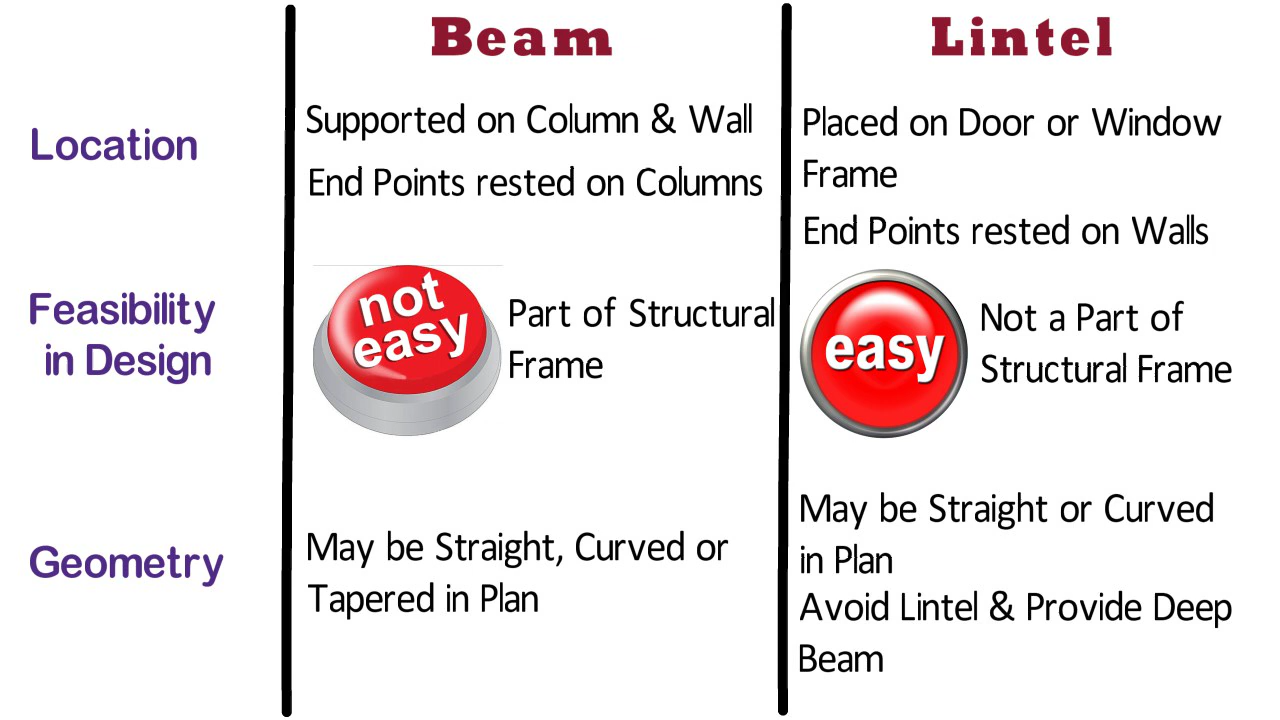 Beam
Lintel
Location
Supported on Column & Wall
End Points rested on Columns
Placed on Door or Window
Frame
End Points rested on Walls
Feasibility
in Design
not
easy
Part of Structural
Frame
easy
Not a Part of
Structural Frame
Geometry
May be Straight, Curved or
Tapered in Plan
May be Straight or Curved
in Plan
Avoid Lintel & Provide Deep
Beam